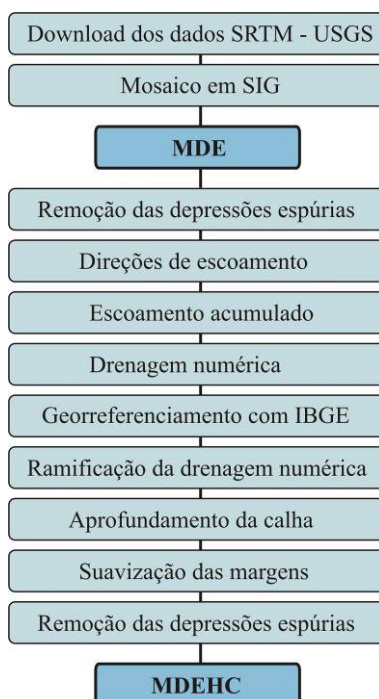 Download dos dados SRTM - USGS
Mosaico em SIG
MDE
Remoção das depressões espúrias
Direções de escoamento
Escoamento acumulado
Drenagem numérica
Georreferenciamento com IBGE
Ramificação da drenagem numérica
Aprofundamento da calha
Suavização das margens
Remoção das depressões espúrias
MDEHC